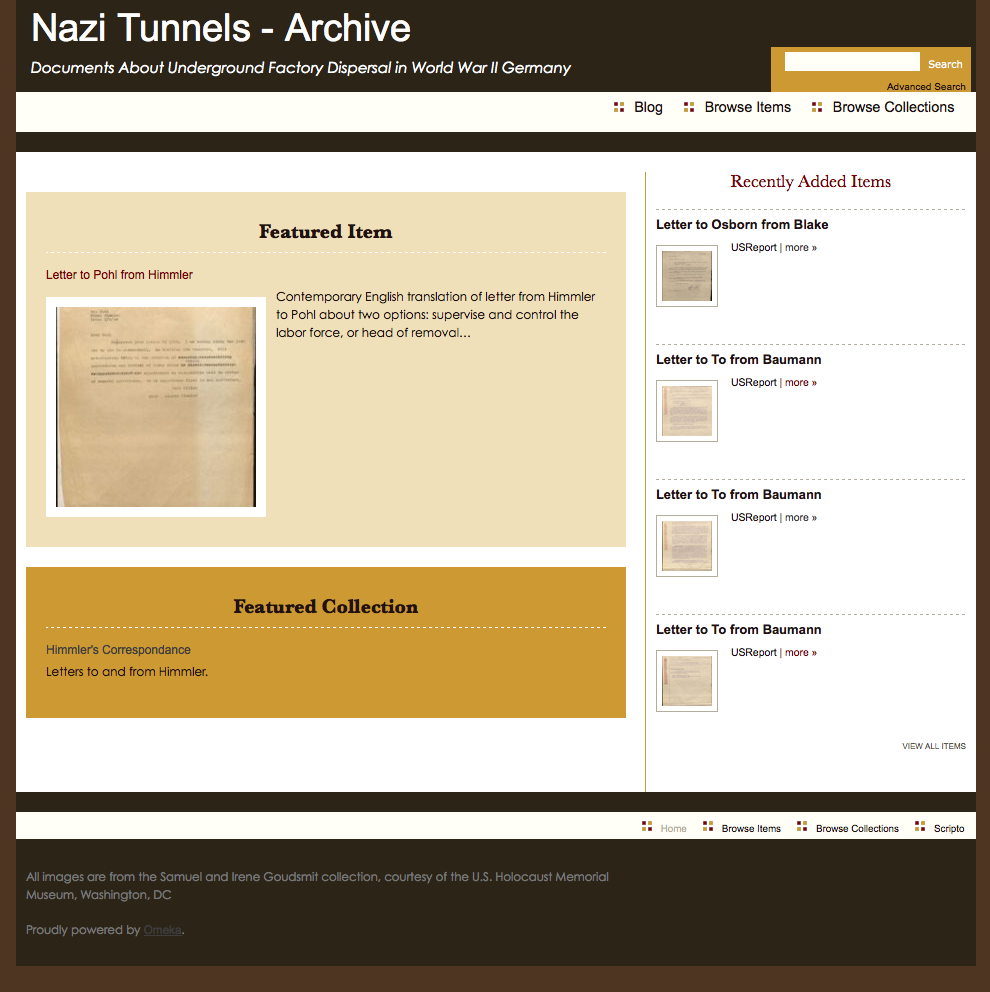 Nazi Tunnels - Archive
Documents About Underground Factory Dispersal in World War II Germany
Search
Advanced Search
Blog
Browse Items
Browse Collections
Featured Item
Letter to Pohl from Himmler
Contemporary English translation of letter from Himmler
to Pohl about two options: supervise and control the
labor force, or head of removal...
Featured Collection
Himmler's Correspondance
Letters to and from Himmler.
Recently Added Items
Letter to Osborn from Blake
USReport | more »
Letter to To from Baumann
USReport | more »
Letter to To from Baumann
USReport | more »
Letter to To from Baumann
USReport | more »
VIEW ALL ITEMS
Home
Browse Items
Browse Collections
Scripto
All images are from the Samuel and Irene Goudsmit collection, courtesy of the U.S. Holocaust Memorial
Museum, Washington, DC
Proudly powered by Omeka.